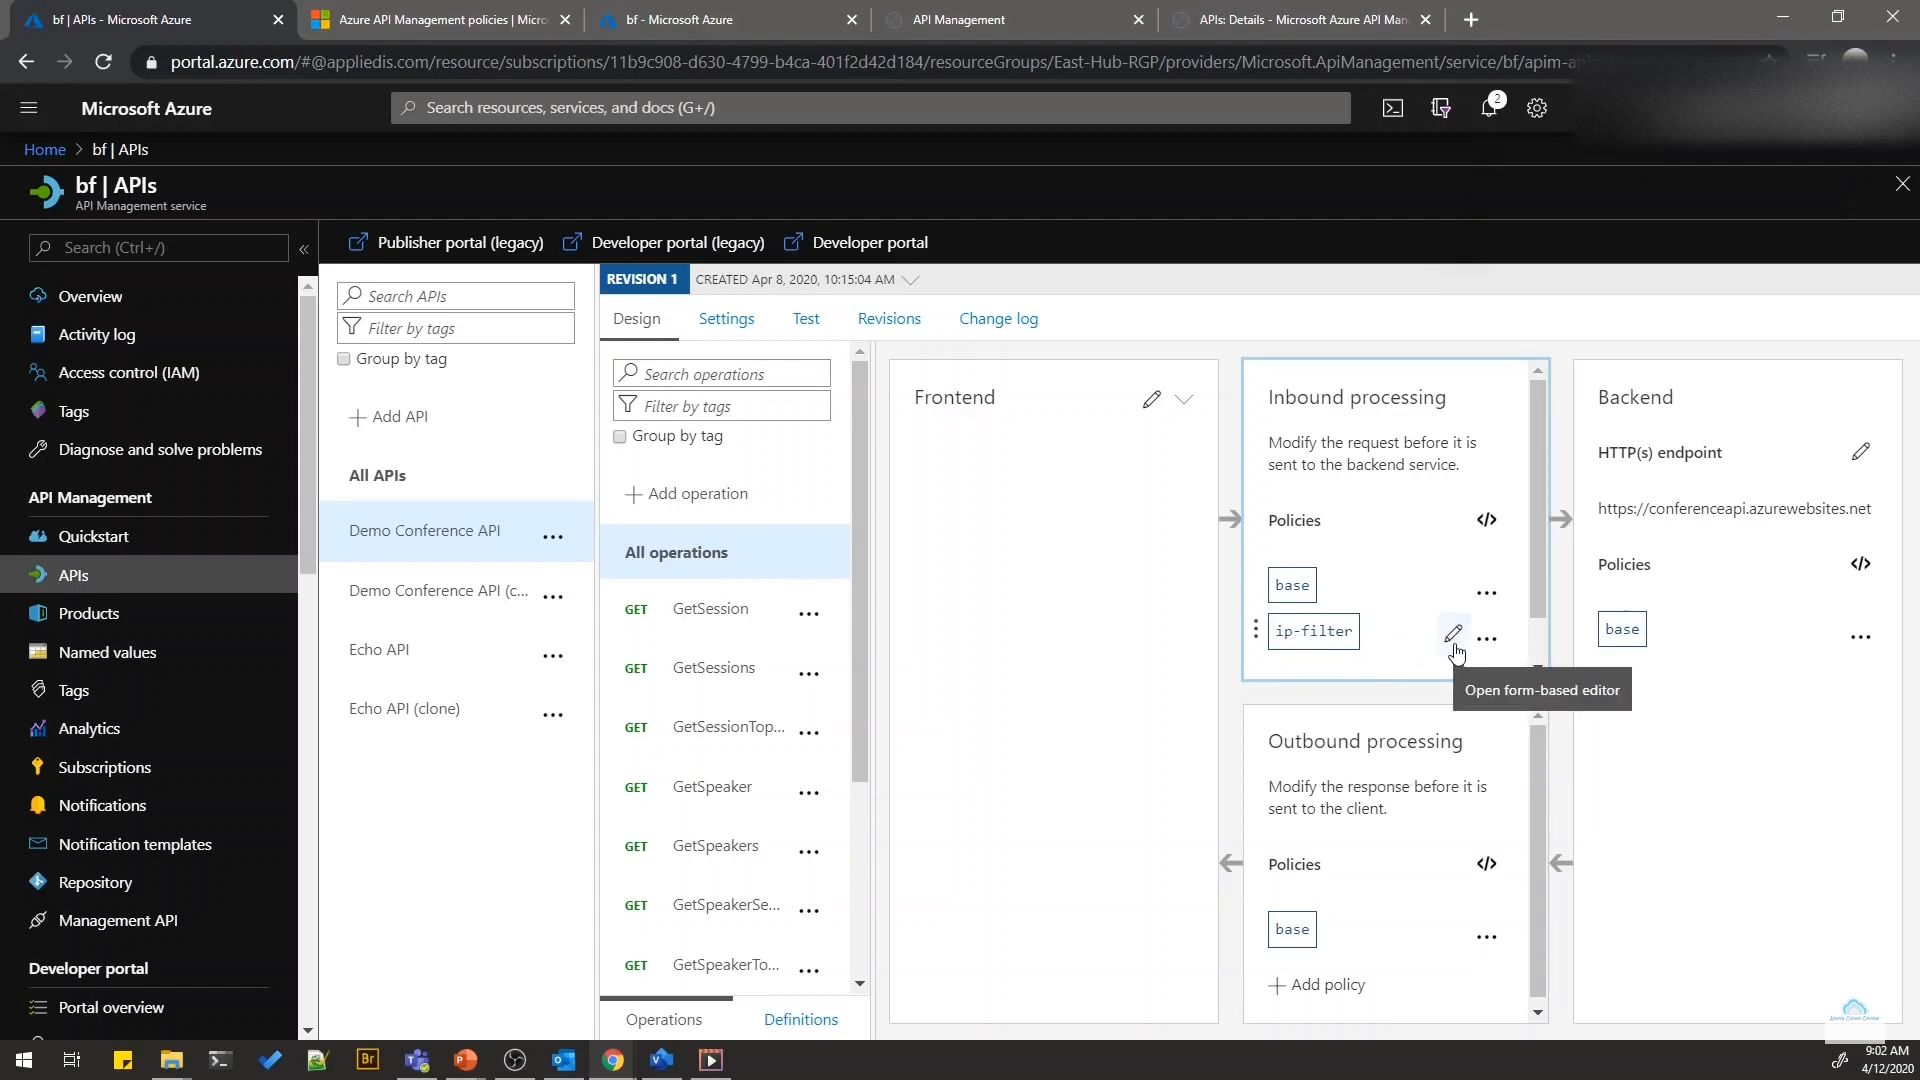 bf | APIs - Microsoft Azure
Azure API Management policies | Micro
bf - Microsoft Azure
API Management
APIs: Details - Microsoft Azure API Man
portal.azure.com/#@appliedis.com/resource/subscriptions/11b9c908-d630-4799-b4ca-401f2d42d184/resourceGroups/East-Hub-RGP/providers/Microsoft.ApiManagement/service/bf/apim-a
Microsoft Azure
Search resources, services, and docs (G+/)
2
Home > bf | APIs
bf | APIs
API Management service
Search (Ctrl+/)
«
Publisher portal (legacy)
Developer portal (legacy)
Developer portal
Overview
Activity log
Access control (IAM)
Tags
Diagnose and solve problems
API Management
Quickstart
APIs
Products
Named values
Tags
Analytics
Subscriptions
Notifications
Notification templates
Repository
Management API
Developer portal
Portal overview
Search APIs
Filter by tags
Group by tag
Add API
All APIs
Demo Conference API
Demo Conference API (c...
Echo API
Echo API (clone)
REVISION 1
CREATED Apr 8, 2020, 10:15:04 AM
Design
Settings
Test
Revisions
Change log
Search operations
Filter by tags
Group by tag
Add operation
All operations
GET GetSession
GET GetSessions
GET GetSessionTop...
GET GetSpeaker
GET GetSpeakers
GET GetSpeakerSe...
GET GetSpeakerTo...
Operations
Definitions
Frontend
Inbound processing
Modify the request before it is
sent to the backend service.
Policies
</>
base
ip-filter
Open form-based editor
Outbound processing
Modify the response before it is
sent to the client.
Policies
</>
base
Add policy
Backend
HTTP(s) endpoint
https://conferenceapi.azurewebsites.net
Policies
</>
base
Br
9:02 AM
4/12/2020